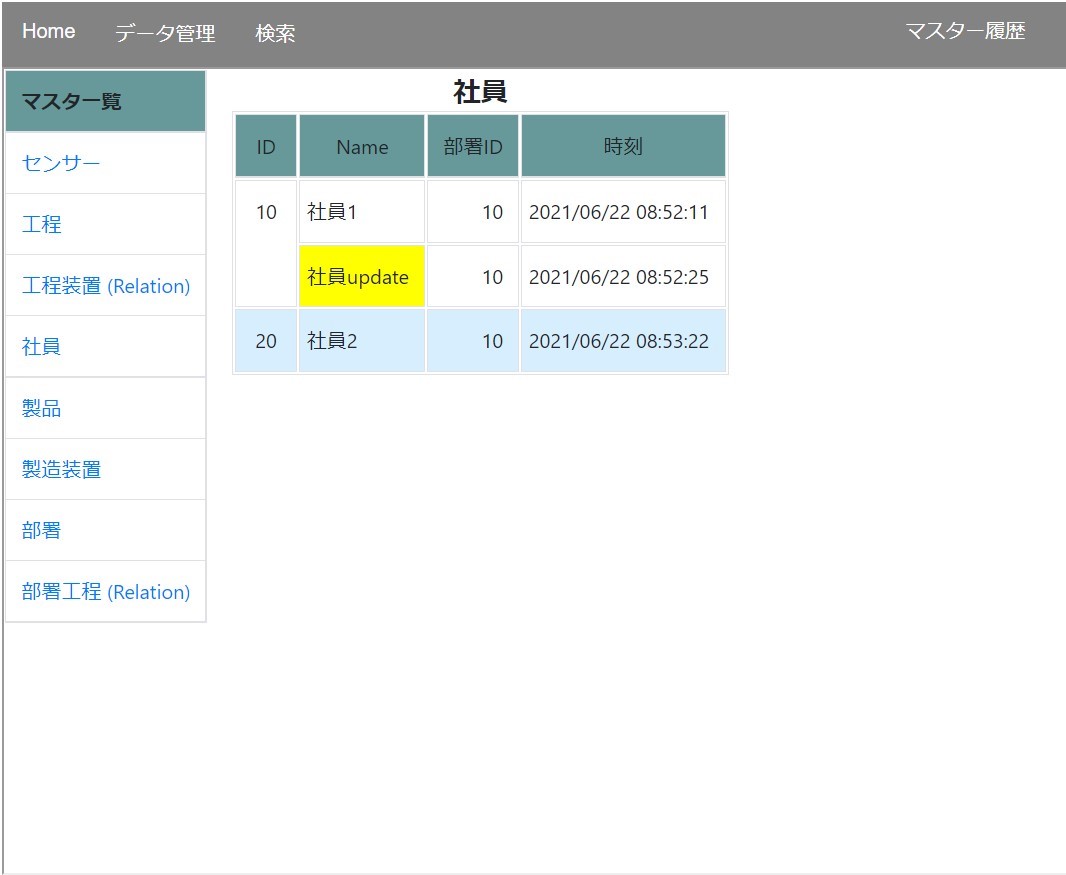 Home データ管理 検索 マスター履歴
マスター覧
センサー
工程
工程装置 (Relation)
社員
製品
製造装置
部署
部署工程 (Relation)
社員
ID Name 部署ID 時刻
10 社員1 10 2021/06/22 08:52:11
社員update 10 2021/06/22 08:52:25
20 社員2 10 2021/06/22 08:53:22